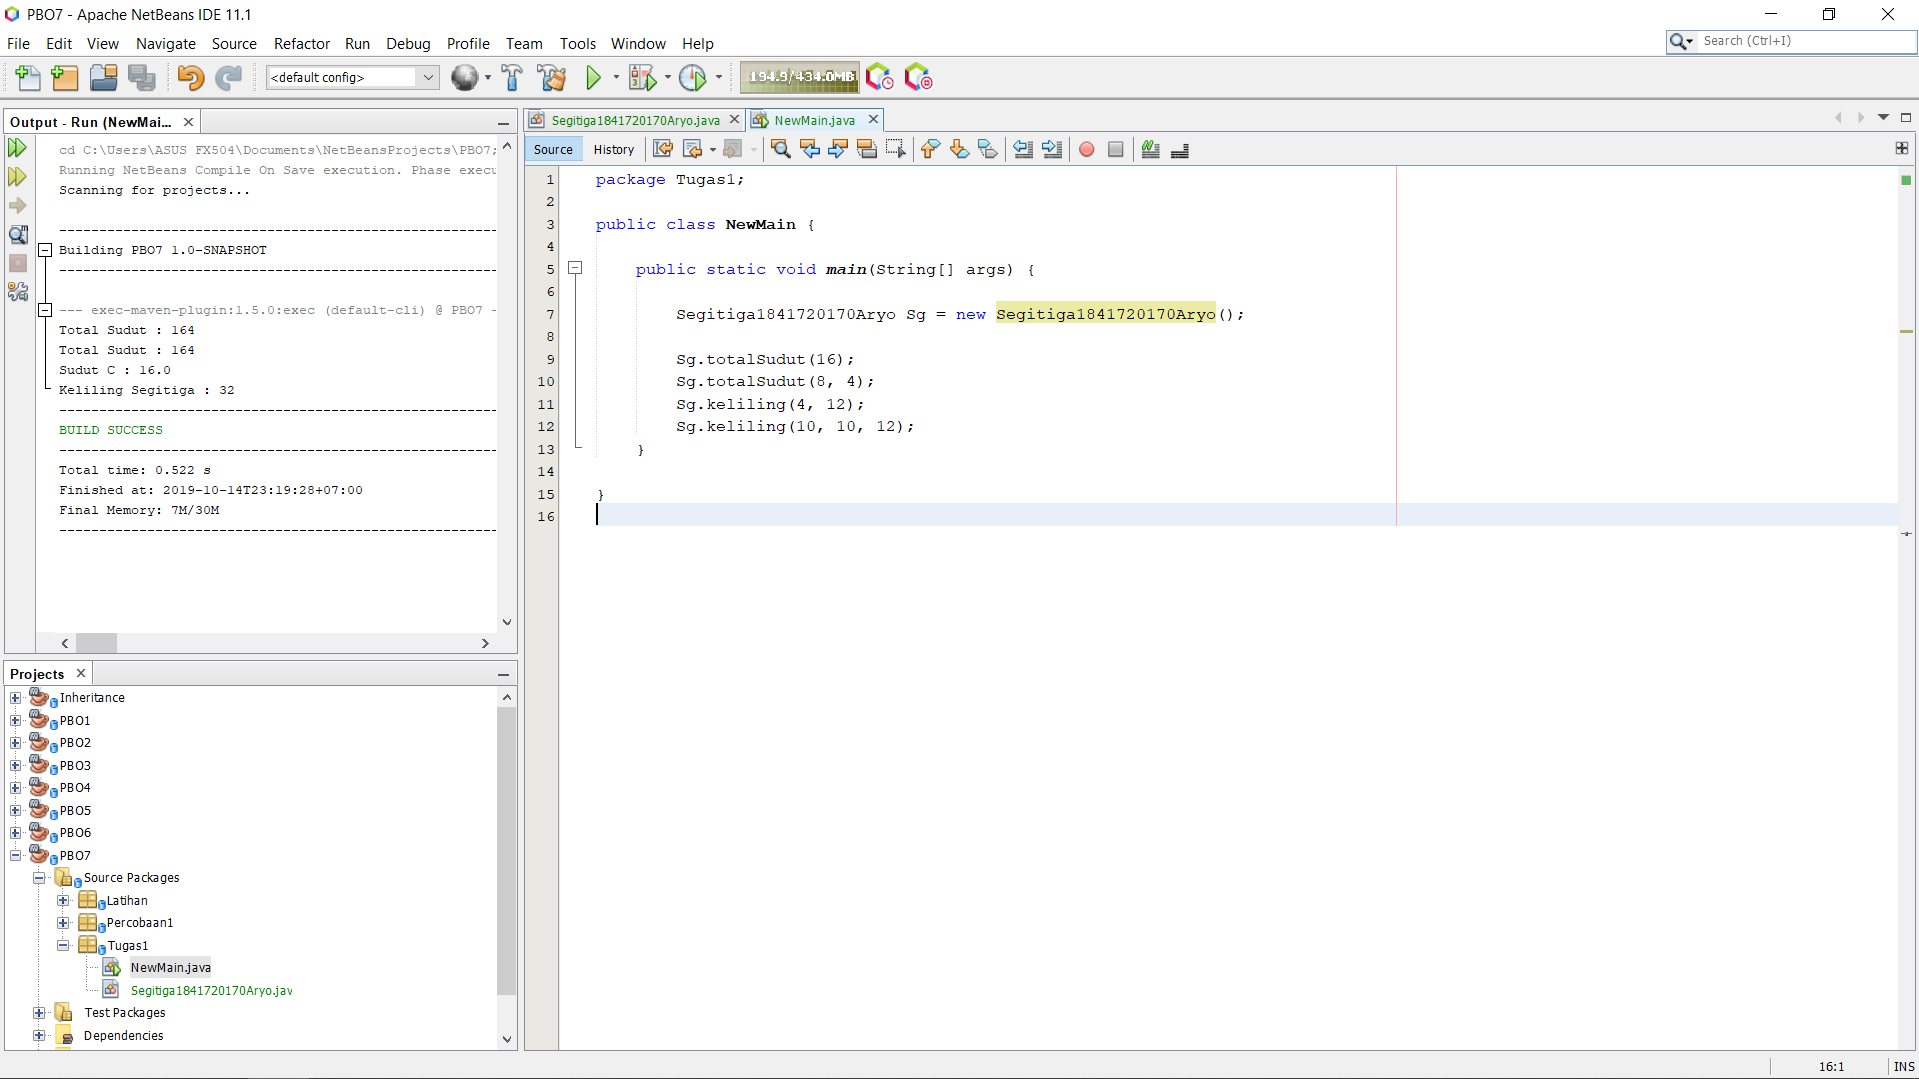 PBO7 - Apache NetBeans IDE 11.1
File Edit View Navigate Source Refactor Run Debug Profile Team Tools Window Help
Search (Ctrl+I)
<default config>
194.9/434.0MB
Output - Run (NewMai...
cd C:\Users\ASUS FX504\Documents\NetBeansProjects\PBO7;
Running NetBeans Compile On Save execution. Phase execu
Scanning for projects...
------------------------------------------------------------------------
Building PBO7 1.0-SNAPSHOT
------------------------------------------------------------------------
--- exec-maven-plugin:1.5.0:exec (default-cli) @ PBO7 -
Total Sudut : 164
Total Sudut : 164
Sudut C : 16.0
Keliling Segitiga : 32
------------------------------------------------------------------------
BUILD SUCCESS
------------------------------------------------------------------------
Total time: 0.522 s
Finished at: 2019-10-14T23:19:28+07:00
Final Memory: 7M/30M
------------------------------------------------------------------------
Projects
Inheritance
PBO1
PBO2
PBO3
PBO4
PBO5
PBO6
PBO7
Source Packages
Latihan
Percobaan1
Tugas1
NewMain.java
Segitiga1841720170Aryo.jav
Test Packages
Dependencies
Segitiga1841720170Aryo.java
NewMain.java
Source History
1 package Tugas1;
2
3 public class NewMain {
4
5 public static void main(String[] args) {
6
7 Segitiga1841720170Aryo Sg = new Segitiga1841720170Aryo();
8
9 Sg.totalSudut(16);
10 Sg.totalSudut(8, 4);
11 Sg.keliling(4, 12);
12 Sg.keliling(10, 10, 12);
13 }
14
15 }
16
16:1 INS